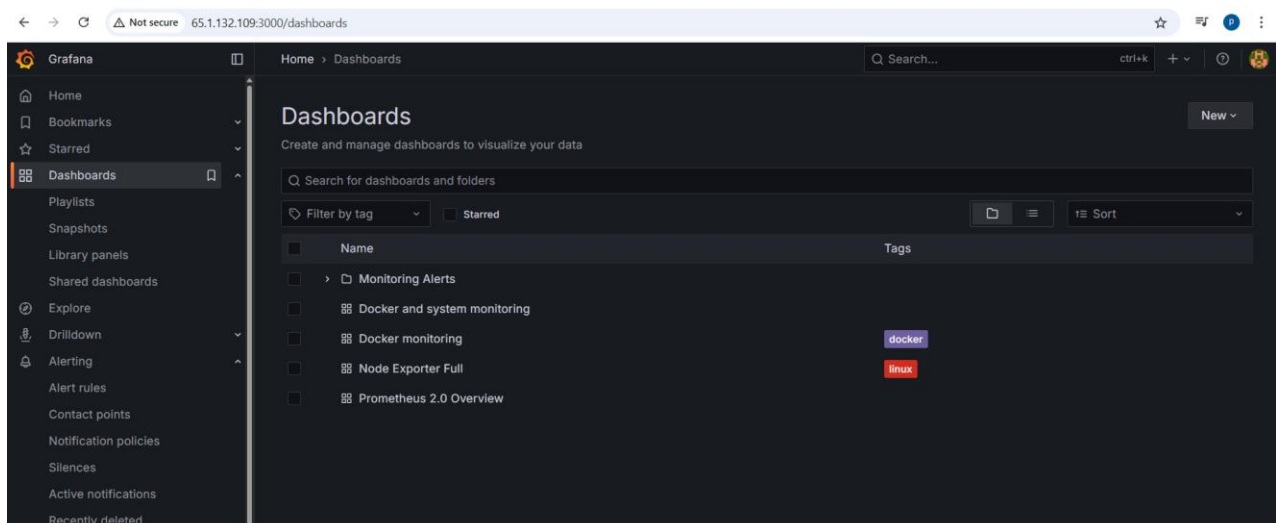 Not secure 65.1.132.109:3000/dashboards
P
Grafana
Home › Dashboards
Search...
ctrl+k
Home
Bookmarks
Starred
Dashboards
Playlists
Snapshots
Library panels
Shared dashboards
Explore
Drilldown
Alerting
Alert rules
Contact points
Notification policies
Silences
Active notifications
Recently deleted
Dashboards
New
Create and manage dashboards to visualize your data
Search for dashboards and folders
Filter by tag
Starred
Sort
Name Tags
Monitoring Alerts
Docker and system monitoring
Docker monitoring docker
Node Exporter Full linux
Prometheus 2.0 Overview